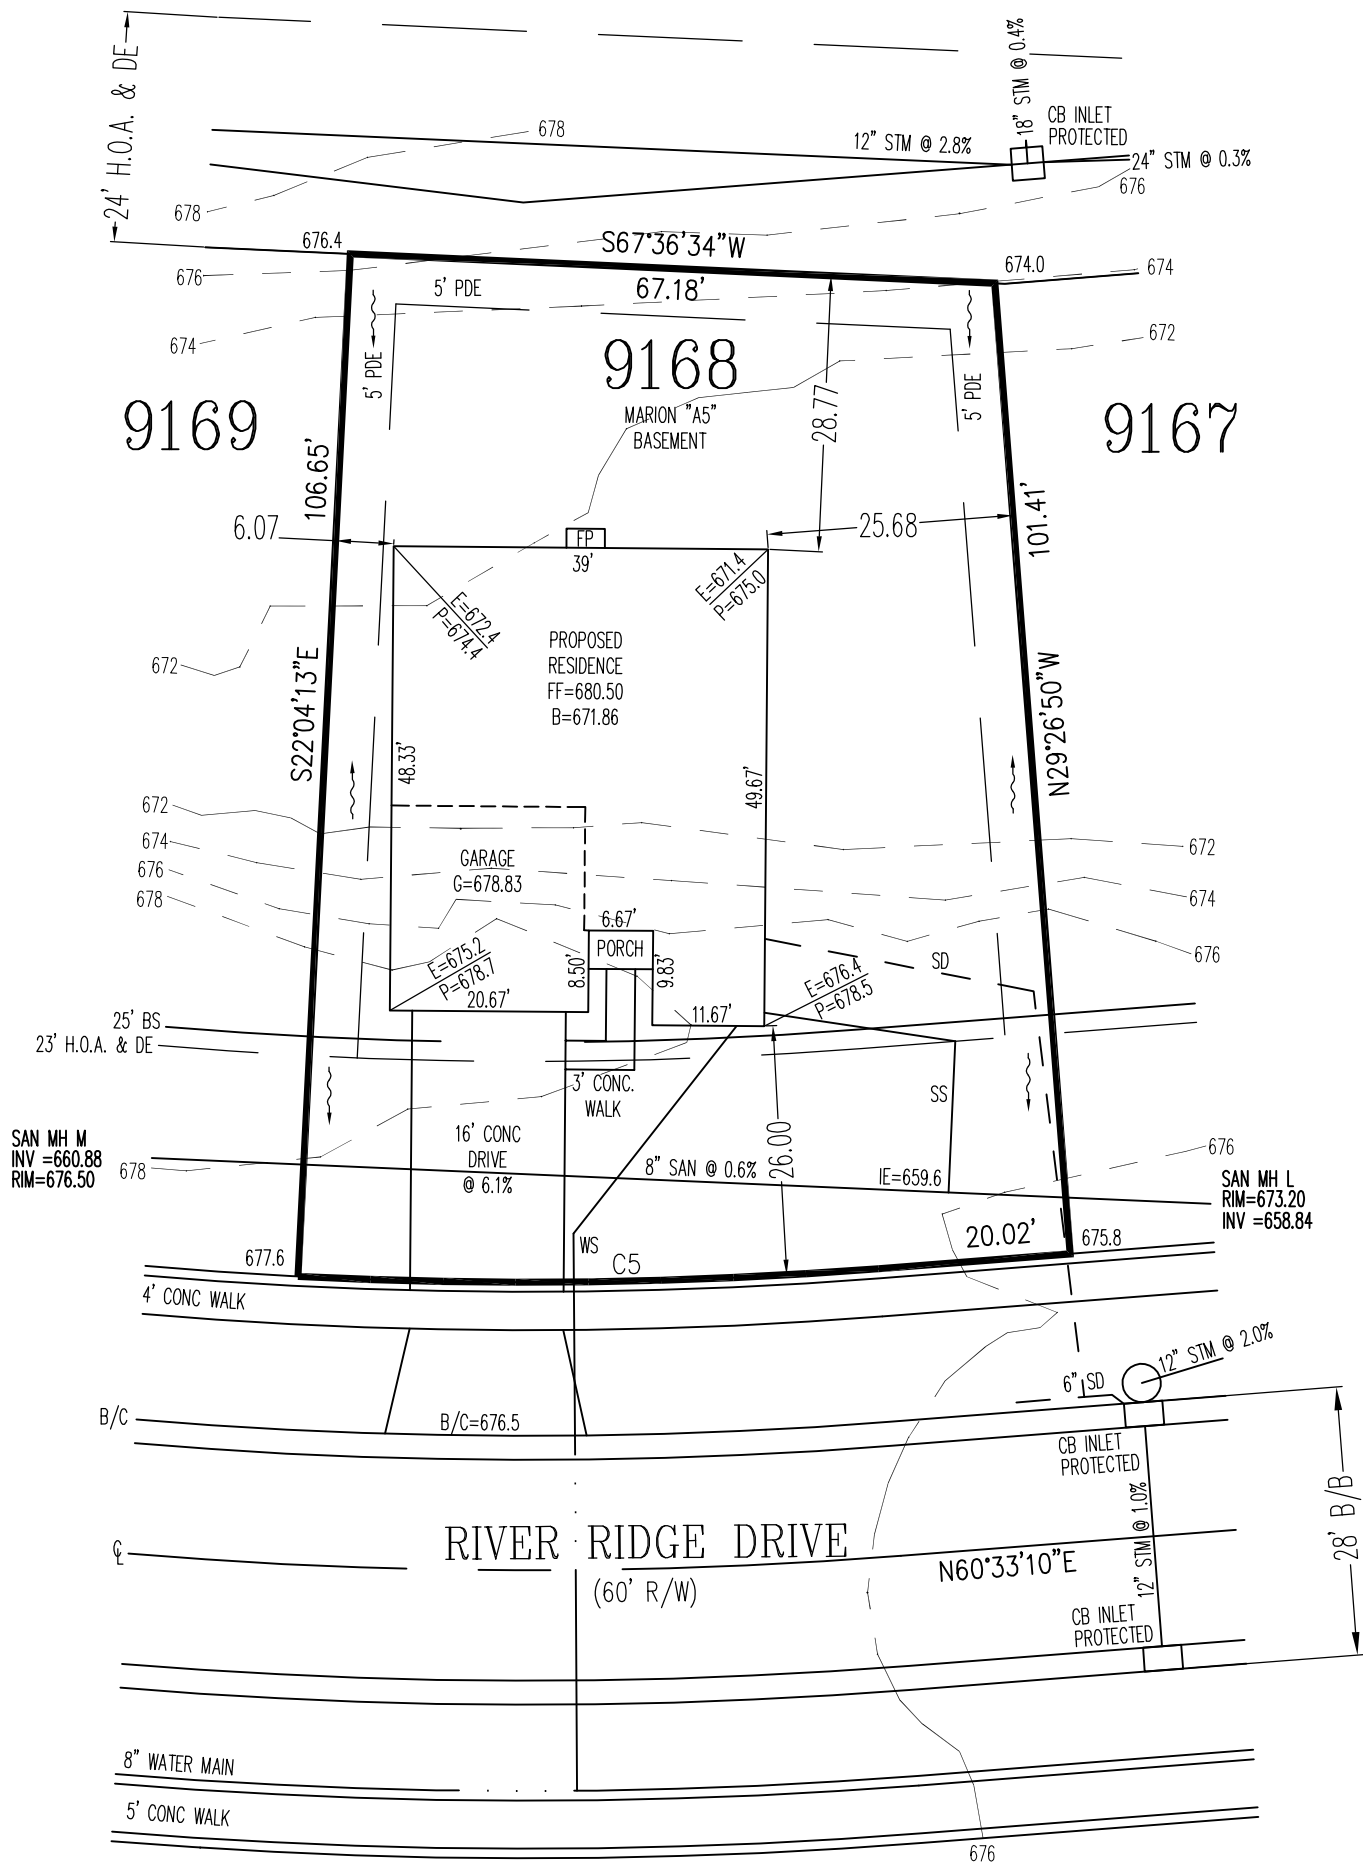 24' H.O.A. & DE
678
12" STM @ 2.8%
18" STM @ 0.4%
CB INLET
PROTECTED
24" STM @ 0.3%
676
678
676.4
S67°36'34"W
674.0
674
676
5' PDE
67.18'
674
5' PDE
9168
28.77
5' PDE
672
9169
MARION "A5"
BASEMENT
9167
106.65'
6.07
FP
39'
25.68
101.41'
E=672.4
P=674.4
E=671.4
P=675.0
672
S22°04'13"E
PROPOSED
RESIDENCE
FF=680.50
B=671.86
N29°26'50"W
48.33'
49.67'
672
674
676
678
GARAGE
G=678.83
672
674
676
6.67'
PORCH
8.50'
9.83'
E=675.2
P=678.7
20.67'
11.67'
E=676.4
P=678.5
SD
25' BS
23' H.O.A. & DE
3' CONC.
WALK
SS
SAN MH M
INV =660.88
RIM=676.50
678
16' CONC
DRIVE
@ 6.1%
8" SAN @ 0.6%
26.00
IE=659.6
676
SAN MH L
RIM=673.20
INV =658.84
677.6
WS
C5
20.02'
675.8
4' CONC WALK
B/C
B/C=676.5
6" SD
12" STM @ 2.0%
CB INLET
PROTECTED
12" STM @ 1.0%
28' B/B
℄
RIVER RIDGE DRIVE
(60' R/W)
N60°33'10"E
CB INLET
PROTECTED
8" WATER MAIN
5' CONC WALK
676